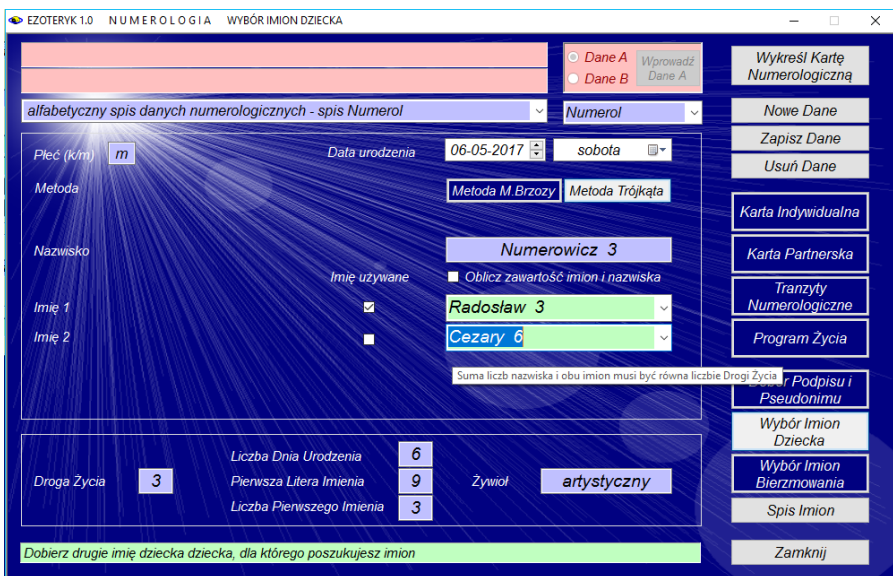 EZOTERYK 1.0 NUMEROLOGIA WYBÓR IMION DZIECKA
Dane A
Dane B
Wprowadź
Dane A
Wykreśl Kartę
Numerologiczną
alfabetyczny spis danych numerologicznych - spis Numerol
Numerol
Nowe Dane
Zapisz Dane
Usuń Dane
Płeć (k/m) m
Data urodzenia 06-05-2017 sobota
Metoda
Metoda M.Brzozy Metoda Trójkąta
Karta Indywidualna
Nazwisko Numerowicz 3
Karta Partnerska
Imię używane
Oblicz zawartość imion i nazwiska
Tranzyty
Numerologiczne
Imię 1 Radosław 3
Imię 2 Cezary 6
Program Życia
Suma liczb nazwiska i obu imion musi być równa liczbie Drogi Życia
Podpisu i
Pseudonimu
Wybór Imion
Dziecka
Liczba Dnia Urodzenia 6
Droga Życia 3
Pierwsza Litera Imienia 9
Żywioł artystyczny
Liczba Pierwszego Imienia 3
Wybór Imion
Bierzmowania
Spis Imion
Dobierz drugie imię dziecka dziecka, dla którego poszukujesz imion
Zamknij